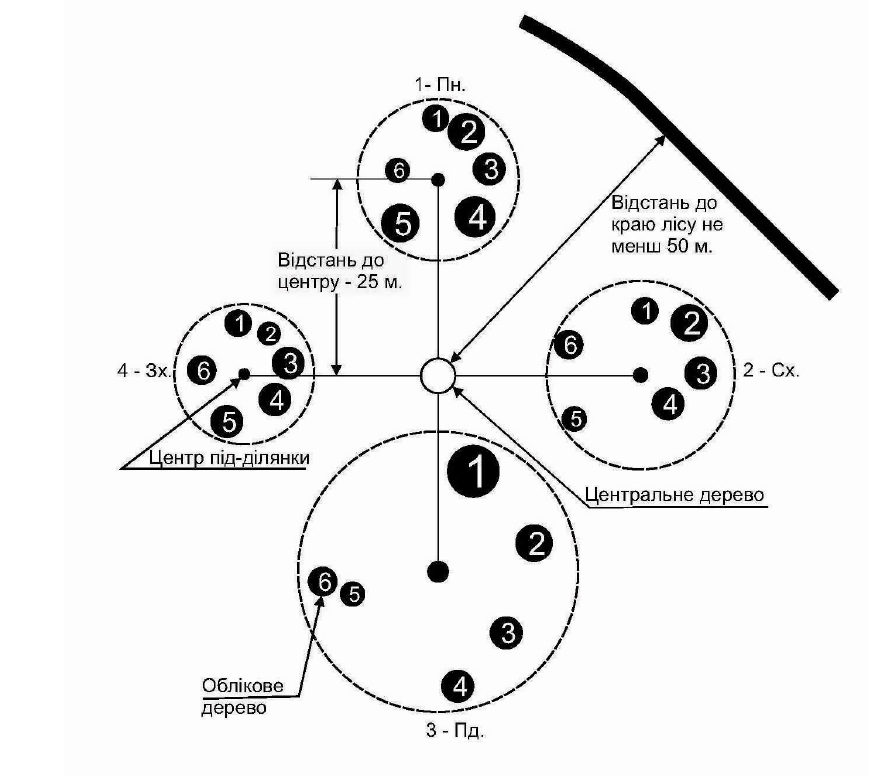 1- Пн.
1
2
3
4
5
6
Відстань до
краю лісу не
менш 50 м.
Відстань до
центру - 25 м.
4 - Зх.
1
2
3
4
5
6
2 - Сх.
1
2
3
4
5
6
Центр під-ділянки
Центральне дерево
1
2
3
4
5
6
Облікове
дерево
3 - Пд.